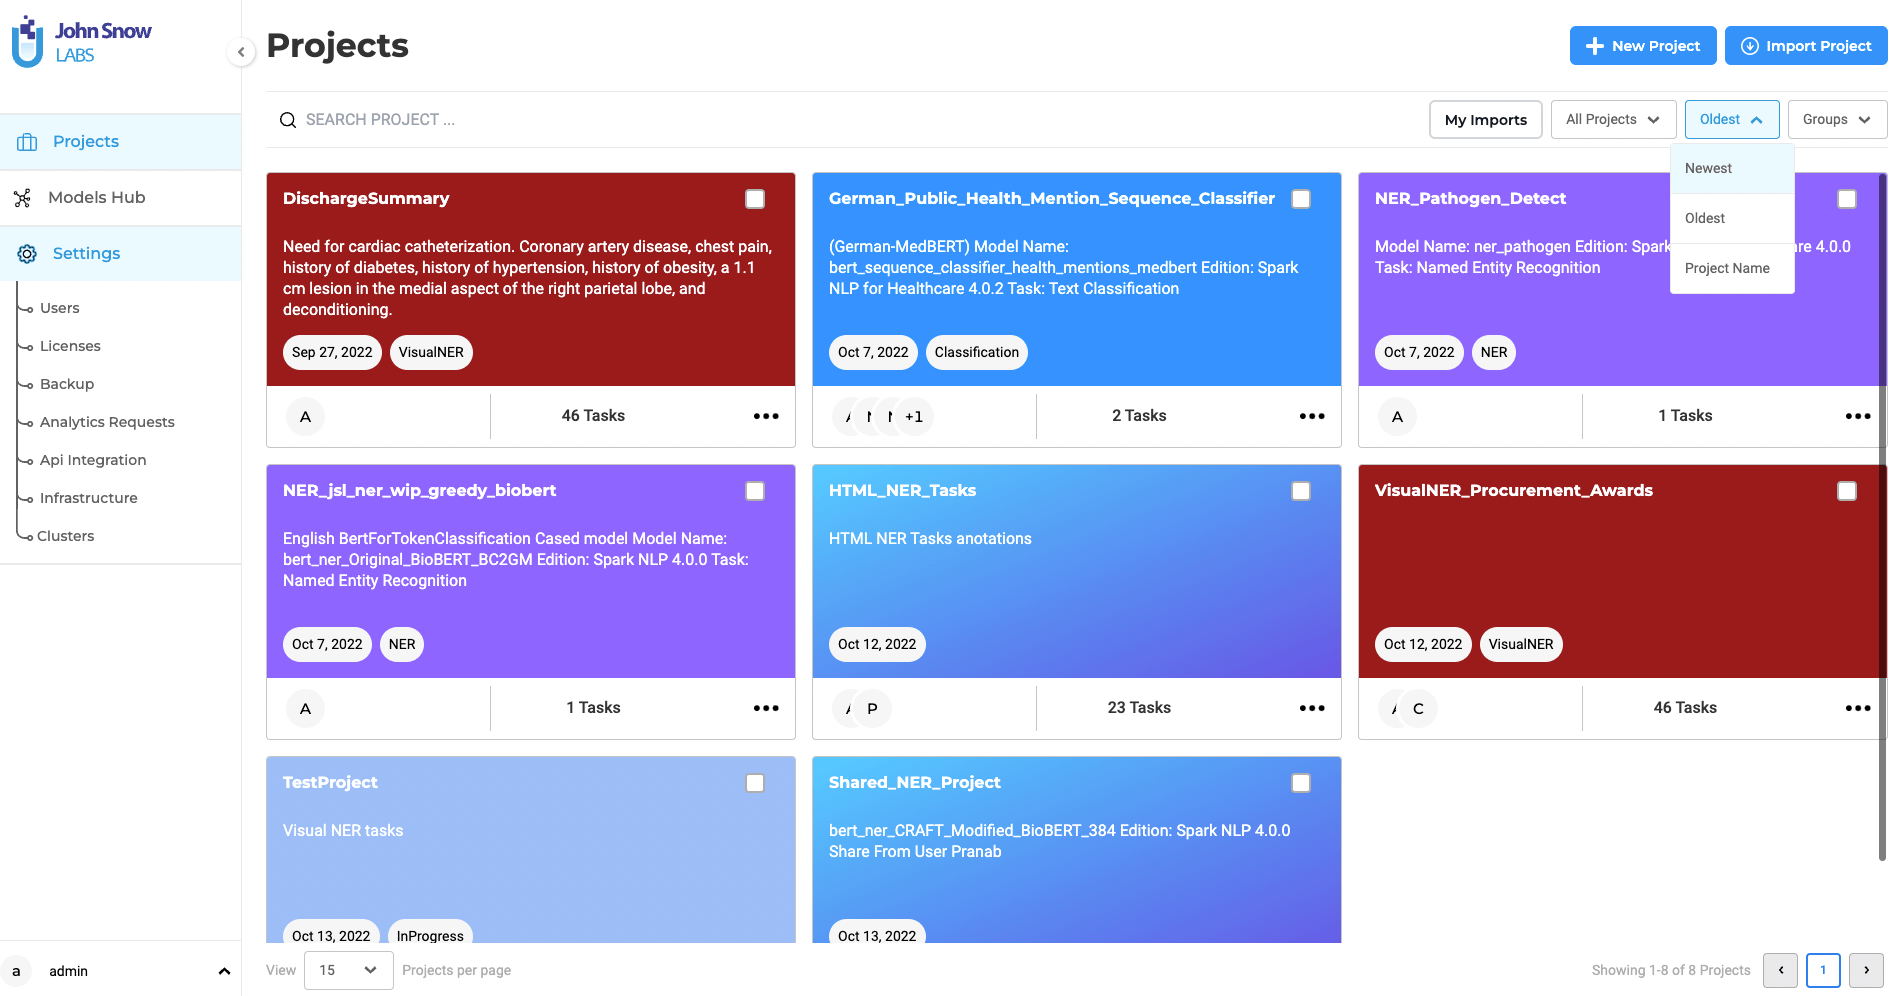 John Snow
LABS
Projects
New Project
Import Project
SEARCH PROJECT ...
My Imports
All Projects
Oldest
Groups
Newest
Oldest
Project Name
Projects
Models Hub
Settings
Users
Licenses
Backup
Analytics Requests
Api Integration
Infrastructure
Clusters
a
admin
DischargeSummary
Need for cardiac catheterization. Coronary artery disease, chest pain,
history of diabetes, history of hypertension, history of obesity, a 1.1
cm lesion in the medial aspect of the right parietal lobe, and
deconditioning.
Sep 27, 2022
VisualNER
A
46 Tasks
German_Public_Health_Mention_Sequence_Classifier
(German-MedBERT) Model Name:
bert_sequence_classifier_health_mentions_medbert Edition: Spark
NLP for Healthcare 4.0.2 Task: Text Classification
Oct 7, 2022
Classification
+1
2 Tasks
NER_Pathogen_Detect
Model Name: ner_pathogen Edition: Spark 4.0.0
Task: Named Entity Recognition
Oct 7, 2022
NER
A
1 Tasks
NER_jsl_ner_wip_greedy_biobert
English BertForTokenClassification Cased model Model Name:
bert_ner_Original_BioBERT_BC2GM Edition: Spark NLP 4.0.0 Task:
Named Entity Recognition
Oct 7, 2022
NER
A
1 Tasks
HTML_NER_Tasks
HTML NER Tasks anotations
Oct 12, 2022
P
23 Tasks
VisualNER_Procurement_Awards
Oct 12, 2022
VisualNER
C
46 Tasks
TestProject
Visual NER tasks
Oct 13, 2022
InProgress
Shared_NER_Project
bert_ner_CRAFT_Modified_BioBERT_384 Edition: Spark NLP 4.0.0
Share From User Pranab
Oct 13, 2022
View
15
Projects per page
Showing 1-8 of 8 Projects
1